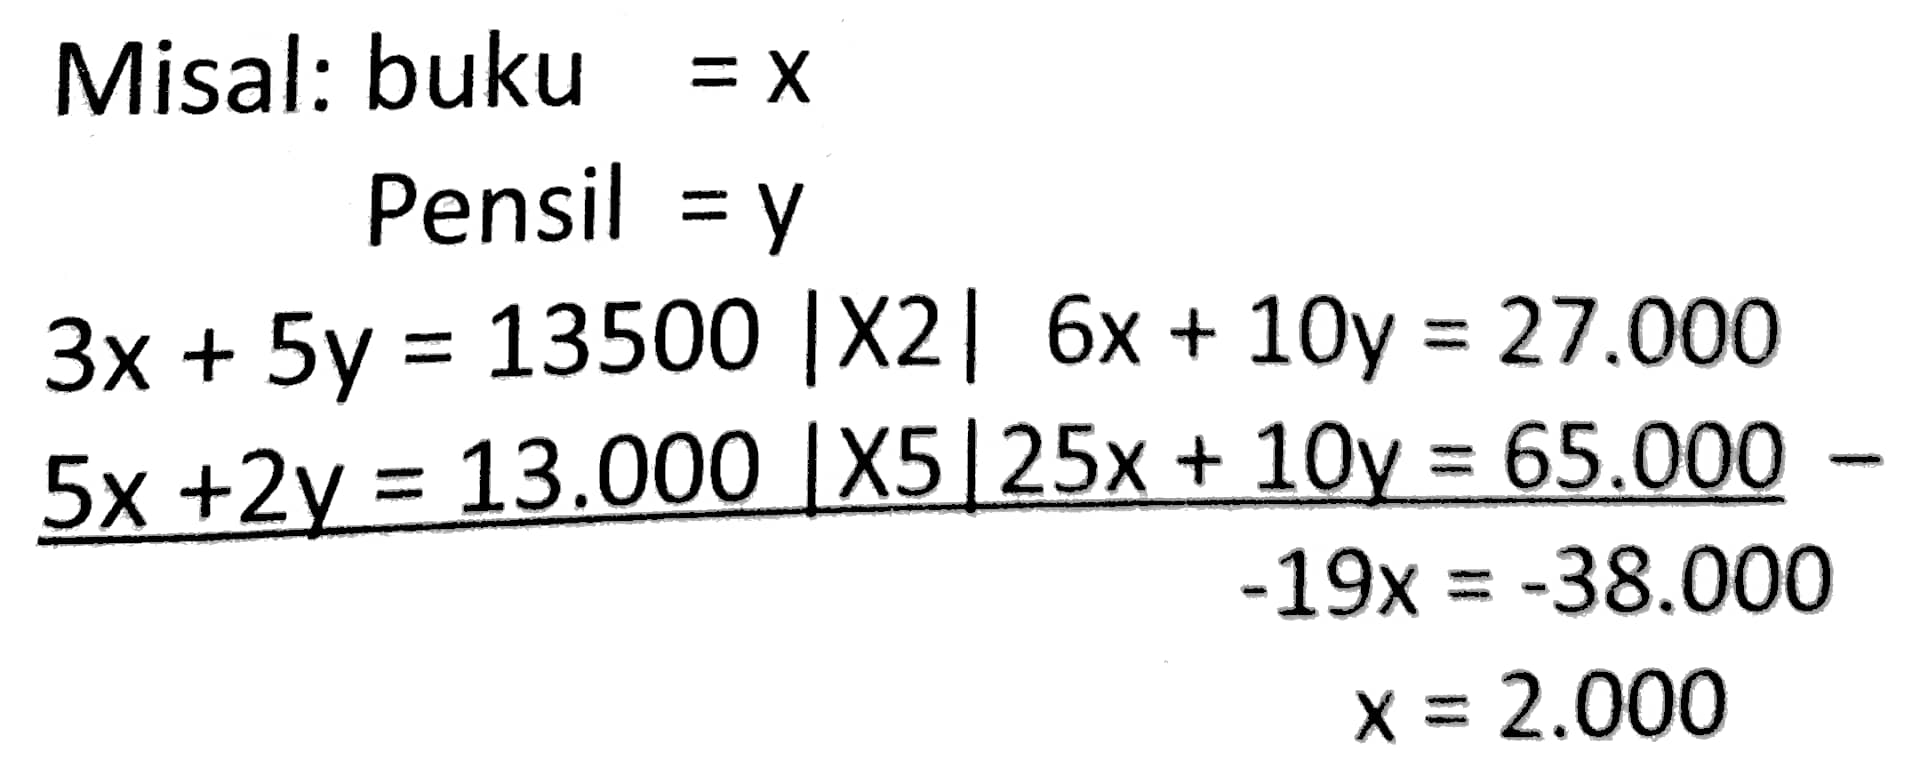 Misal: buku = x
Pensil = y
3x + 5y = 13500 |X2| 6x + 10y = 27.000
5x +2y = 13.000 |X5| 25x + 10y = 65.000 –
-19x = -38.000
x = 2.000